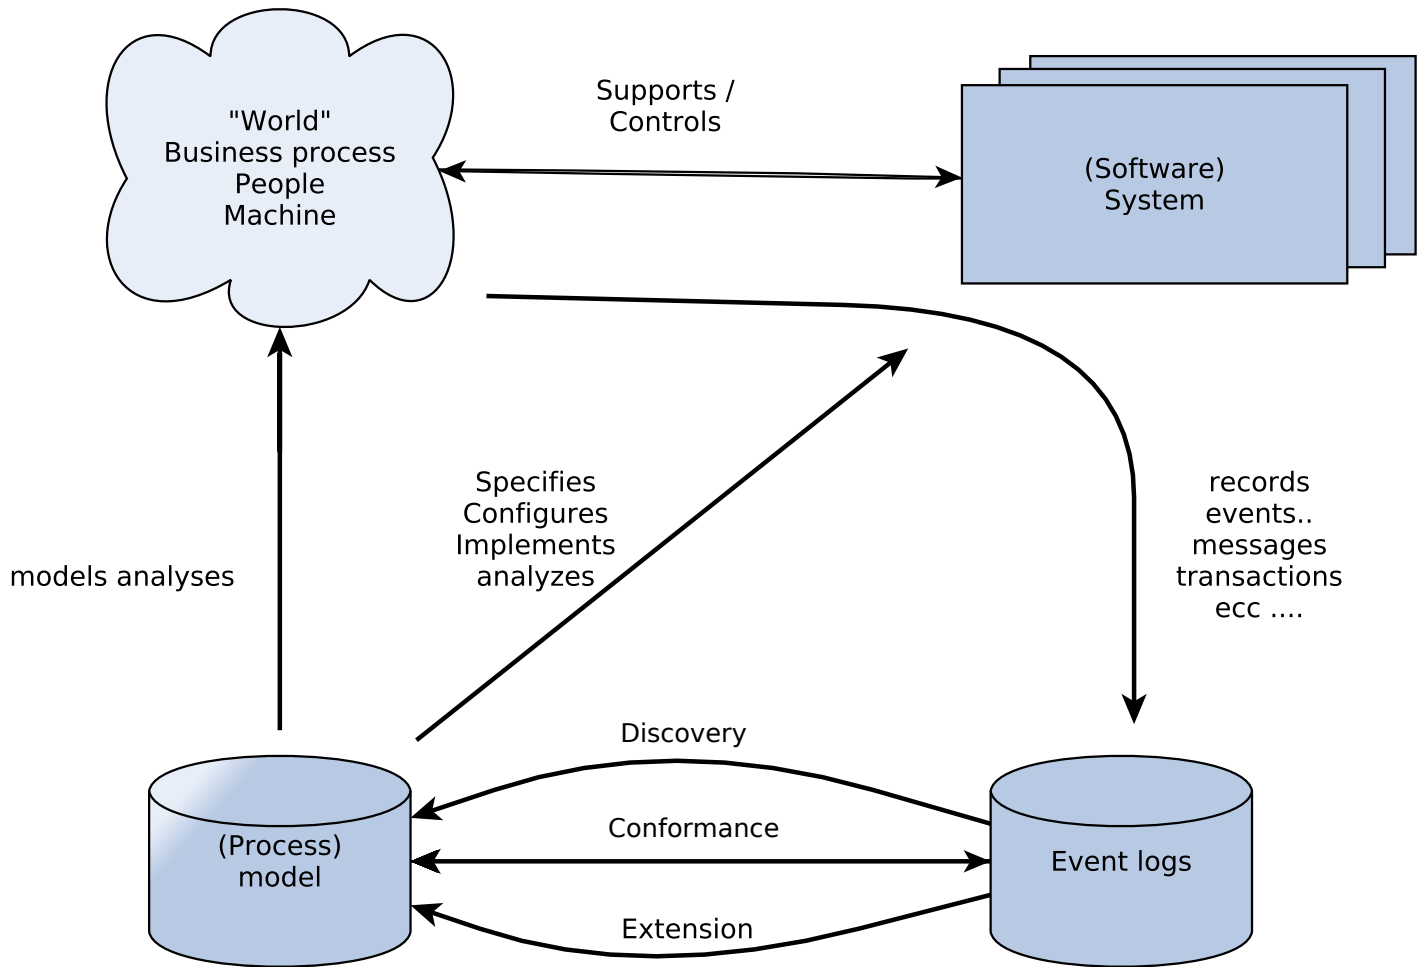 "World"
Business process
People
Machine
Supports /
Controls
(Software)
System
models analyses
Specifies
Configures
Implements
analyzes
records
events..
messages
transactions
ecc ....
Discovery
Conformance
Extension
(Process)
model
Event logs